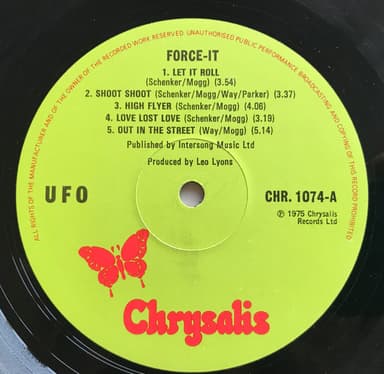 ALL RIGHTS OF THE MANUFACTURER AND OF THE OWNER OF THE RECORDED WORK RESERVED. UNAUTHORISED PUBLIC PERFORMANCE BROADCASTING AND COPYING OF THIS RECORD PROHIBITED
FORCE-IT
1. LET IT ROLL
(Schenker/Mogg) (3.54)
2. SHOOT SHOOT (Schenker/Mogg/Way/Parker) (3.37)
3. HIGH FLYER (Schenker/Mogg) (4.06)
4. LOVE LOST LOVE (Schenker/Mogg) (3.19)
5. OUT IN THE STREET (Way/Mogg) (5.14)
Published by Intersong Music Ltd
Produced by Leo Lyons
UFO
CHR. 1074-A
℗ 1975 Chrysalis
Records Ltd
Chrysalis